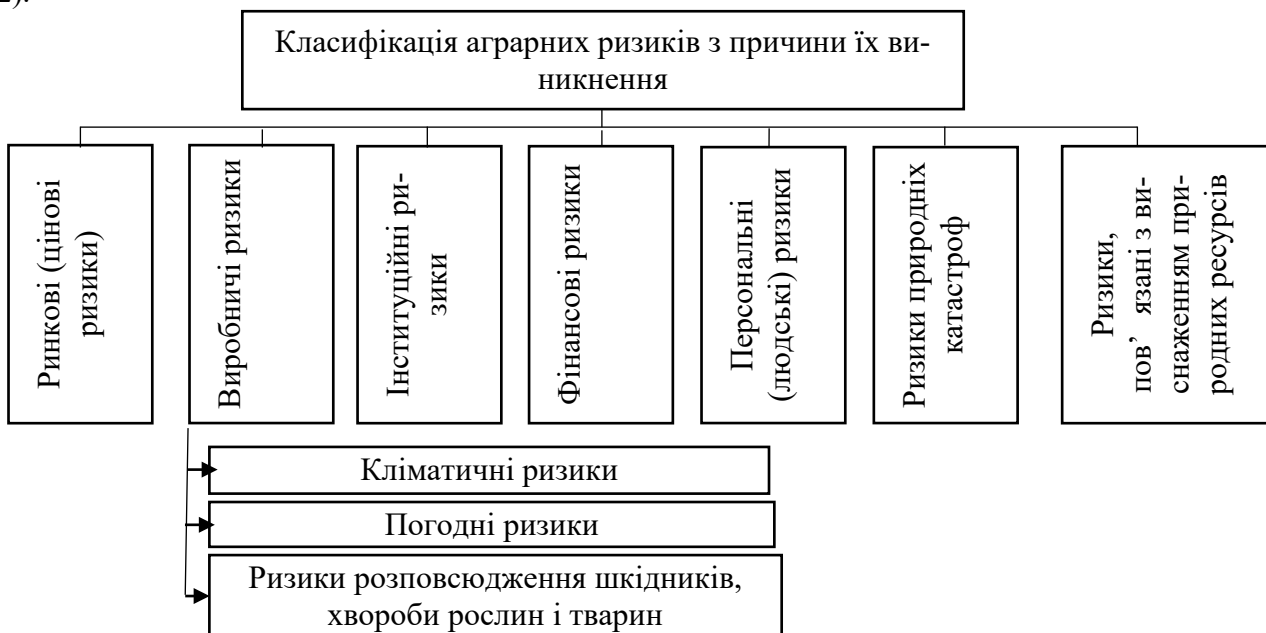 2).
Класифікація аграрних ризиків з причини їх ви-
никнення
Ринкові (цінові
ризики)
Виробничі ризики
Інституційні ри-
зики
Фінансові ризики
Персональні
(людські) ризики
Ризики природніх
катастроф
Ризики,
пов’ язані з ви-
снаженням при-
родних ресурсів
Кліматичні ризики
Погодні ризики
Ризики розповсюдження шкідників,
хвороби рослин і тварин